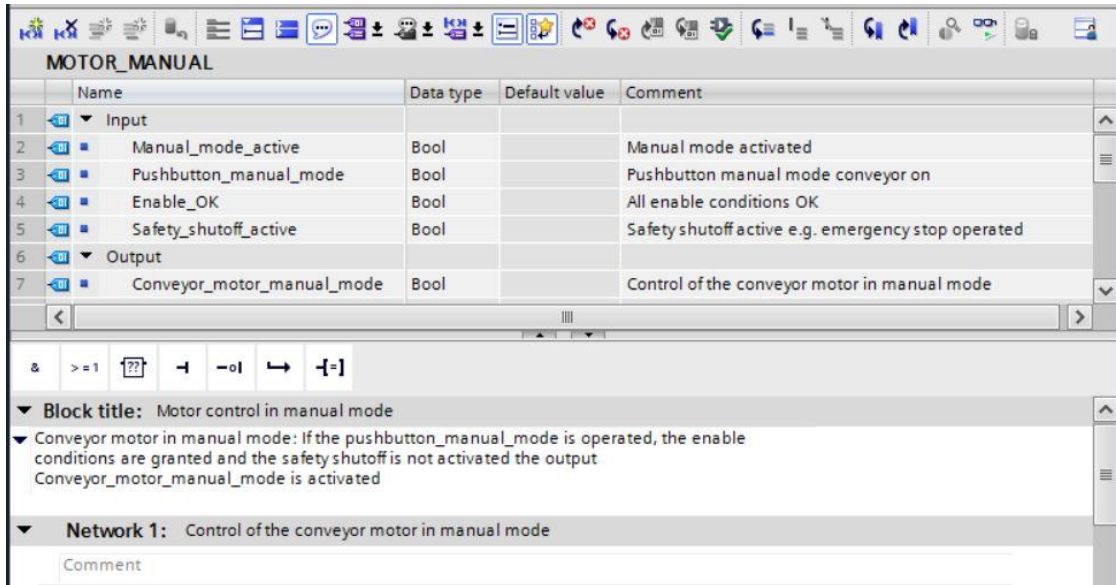 MOTOR_MANUAL
Name Data type Default value Comment
1 Input
2 Manual_mode_active Bool Manual mode activated
3 Pushbutton_manual_mode Bool Pushbutton manual mode conveyor on
4 Enable_OK Bool All enable conditions OK
5 Safety_shutoff_active Bool Safety shutoff active e.g. emergency stop operated
6 Output
7 Conveyor_motor_manual_mode Bool Control of the conveyor motor in manual mode
& >=1 ??
Block title: Motor control in manual mode
Conveyor motor in manual mode: If the pushbutton_manual_mode is operated, the enable
conditions are granted and the safety shutoff is not activated the output
Conveyor_motor_manual_mode is activated
Network 1: Control of the conveyor motor in manual mode
Comment